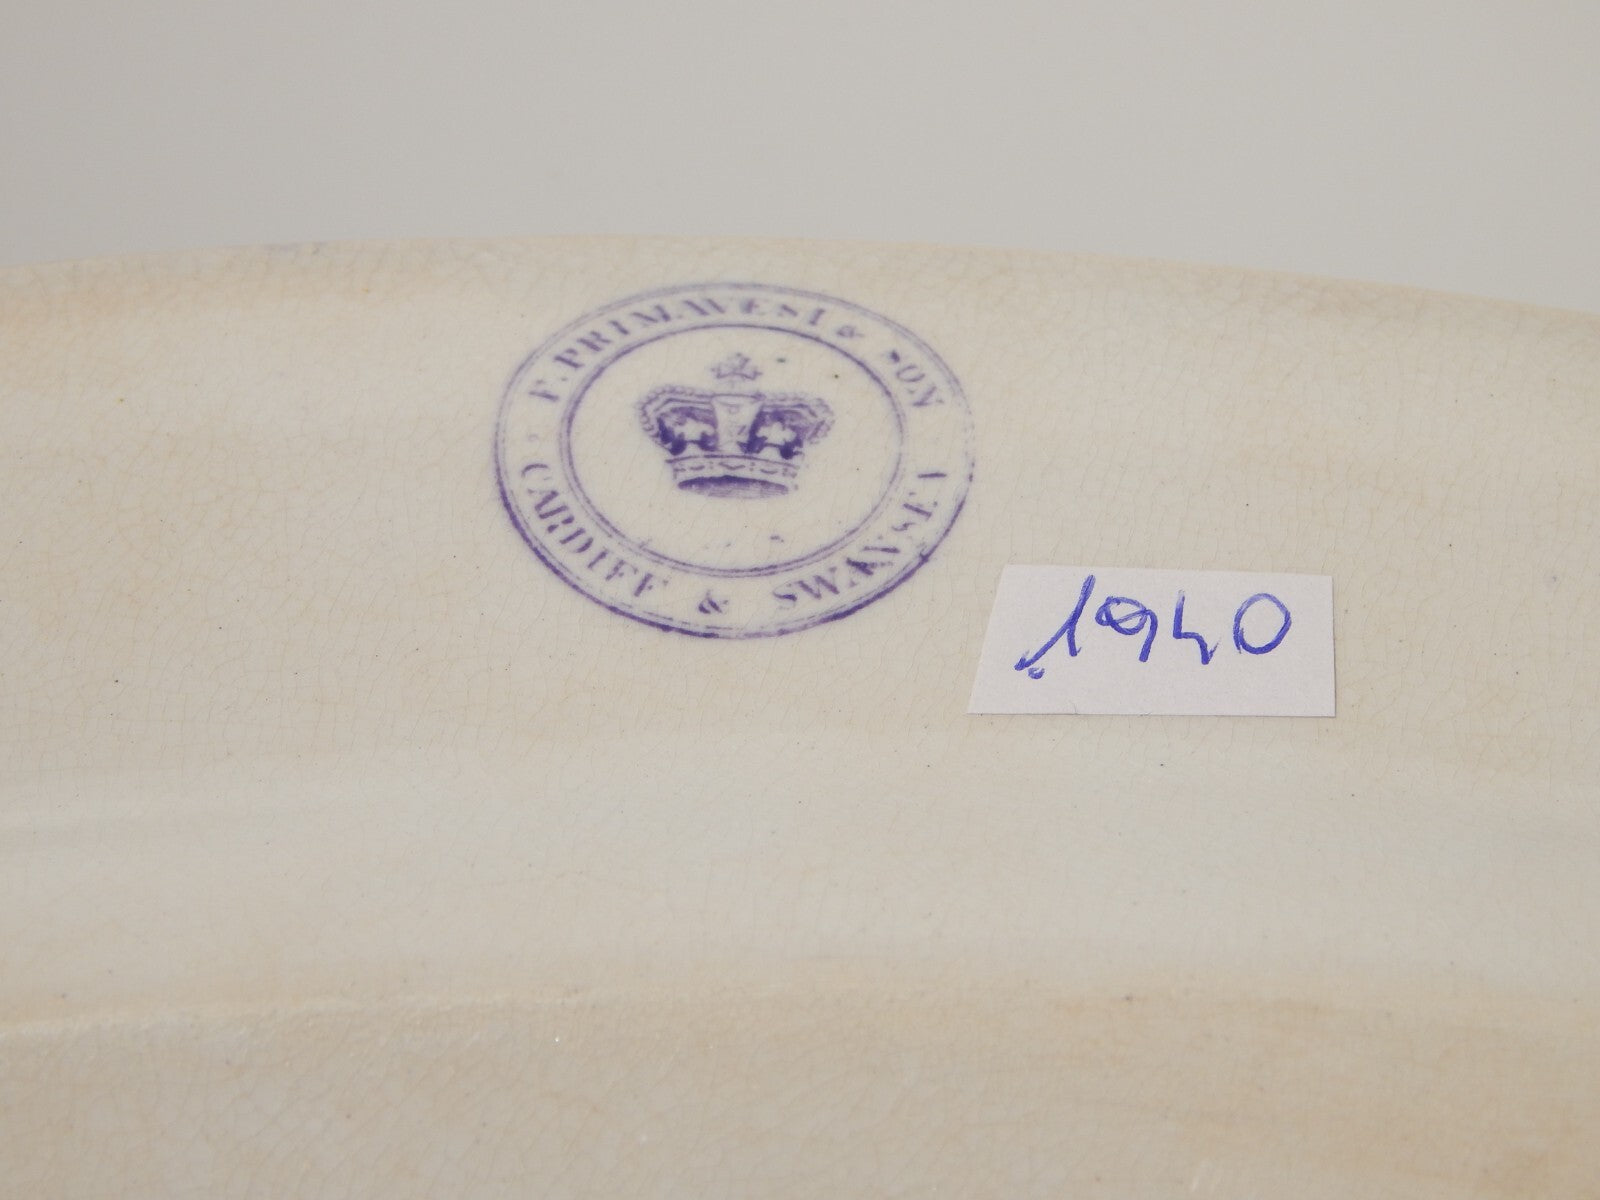 F. PRIMAVESI & SON
CARDIFF & SWANSEA
1940